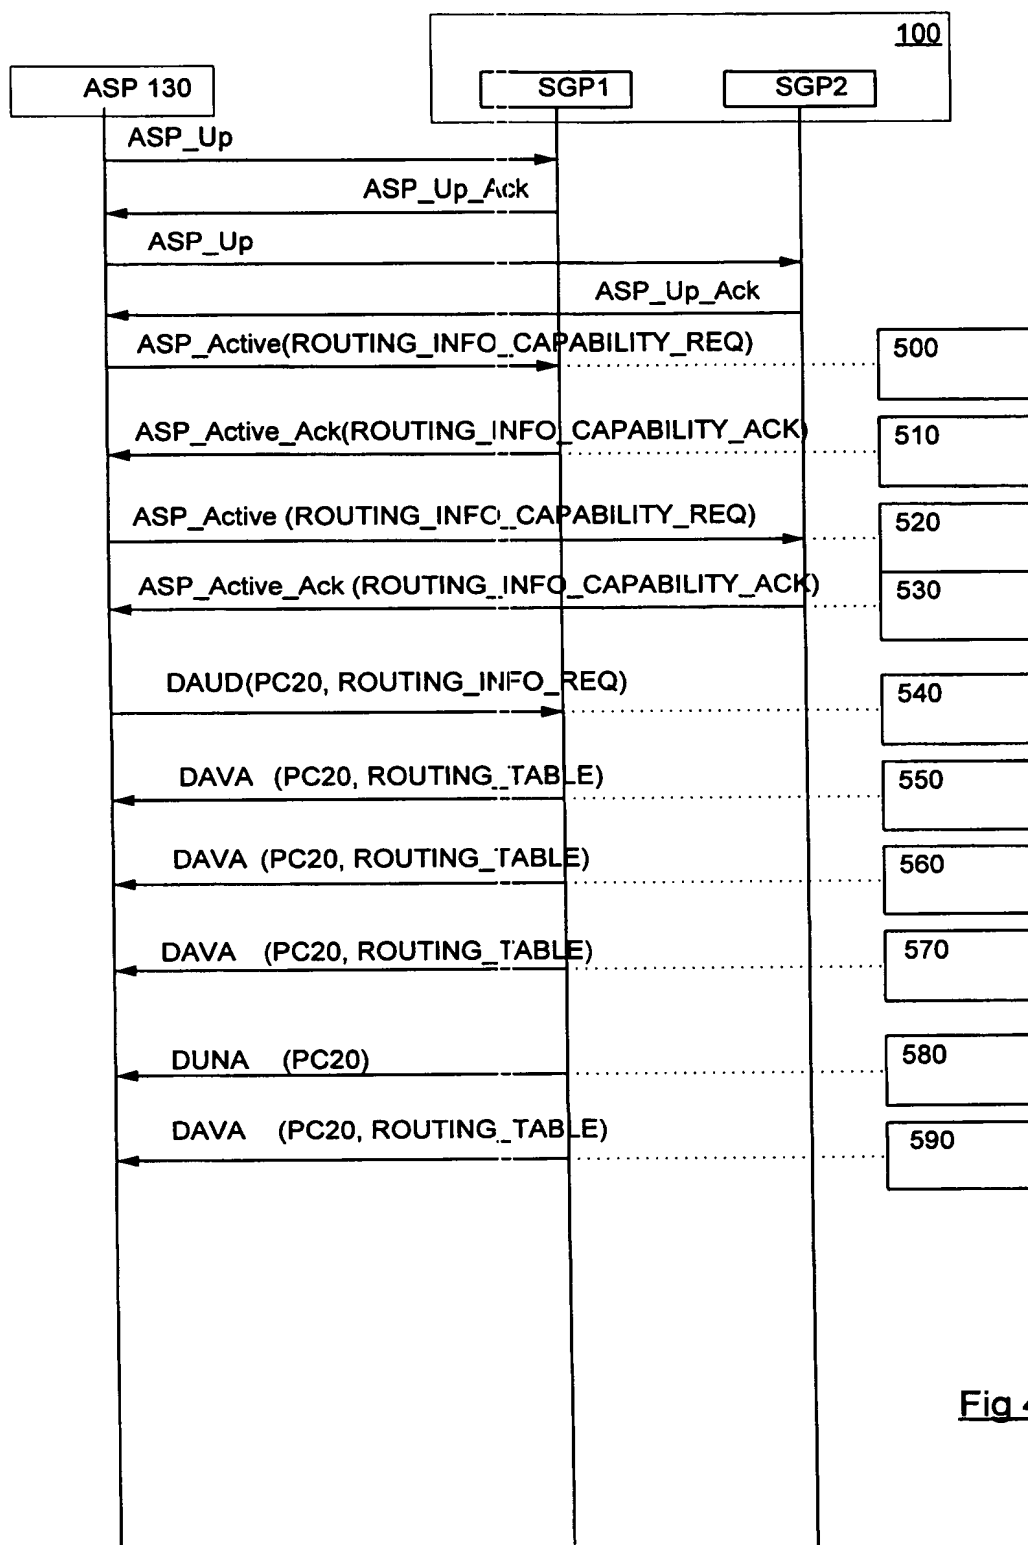 100
ASP 130
SGP1
SGP2
ASP_Up
ASP_Up_Ack
ASP_Up
ASP_Up_Ack
ASP_Active(ROUTING_INFO_CAPABILITY_REQ)
500
ASP_Active_Ack(ROUTING_INFO_CAPABILITY_ACK)
510
ASP_Active (ROUTING_INFO_CAPABILITY_REQ)
520
ASP_Active_Ack (ROUTING_INFO_CAPABILITY_ACK)
530
DAUD(PC20, ROUTING_INFO_REQ)
540
DAVA (PC20, ROUTING_TABLE)
550
DAVA (PC20, ROUTING_TABLE)
560
DAVA (PC20, ROUTING_TABLE)
570
DUNA (PC20)
580
DAVA (PC20, ROUTING_TABLE)
590
Fig 4